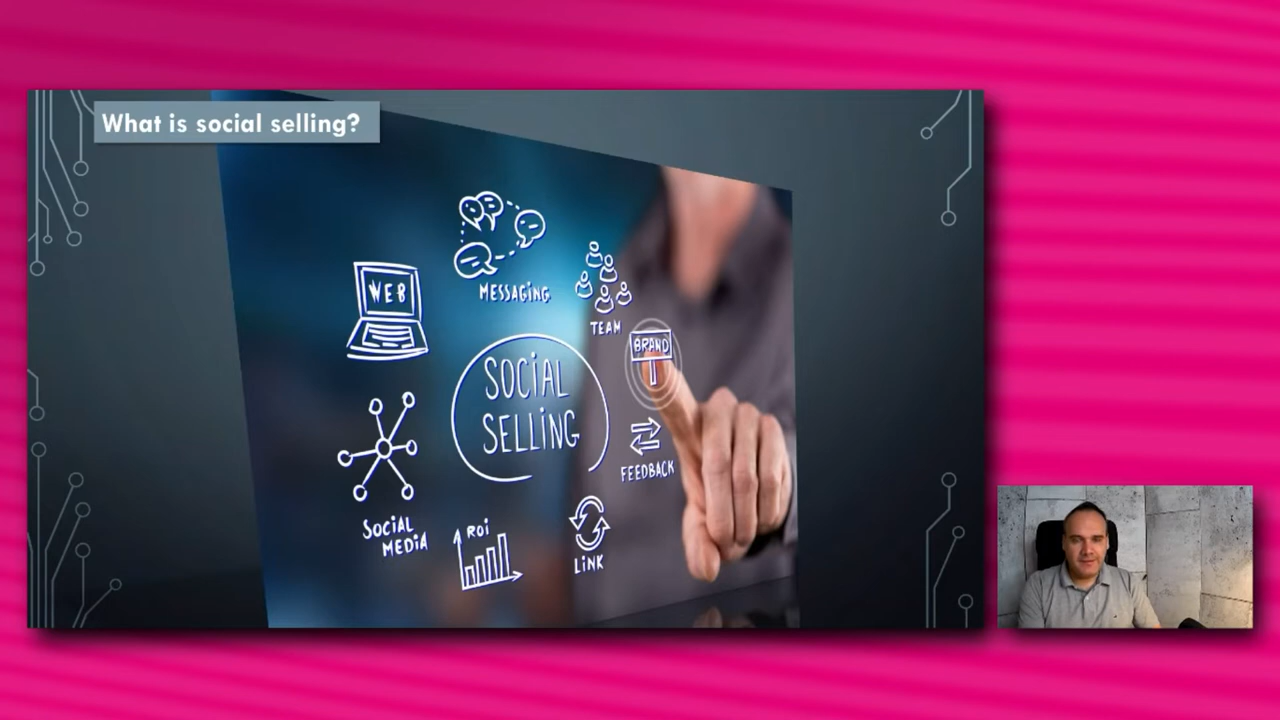 What is social selling?
MESSAGING
WEB
TEAM
BRAND
SOCIAL
SELLING
FEEDBACK
SOCIAL
MEDIA
ROI
LINK